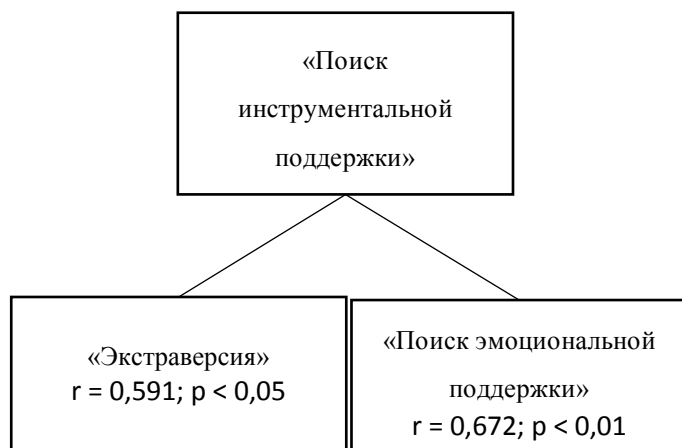 «Поиск
инструментальной
поддержки»
«Экстраверсия»
r = 0,591; p < 0,05
«Поиск эмоциональной
поддержки»
r = 0,672; p < 0,01